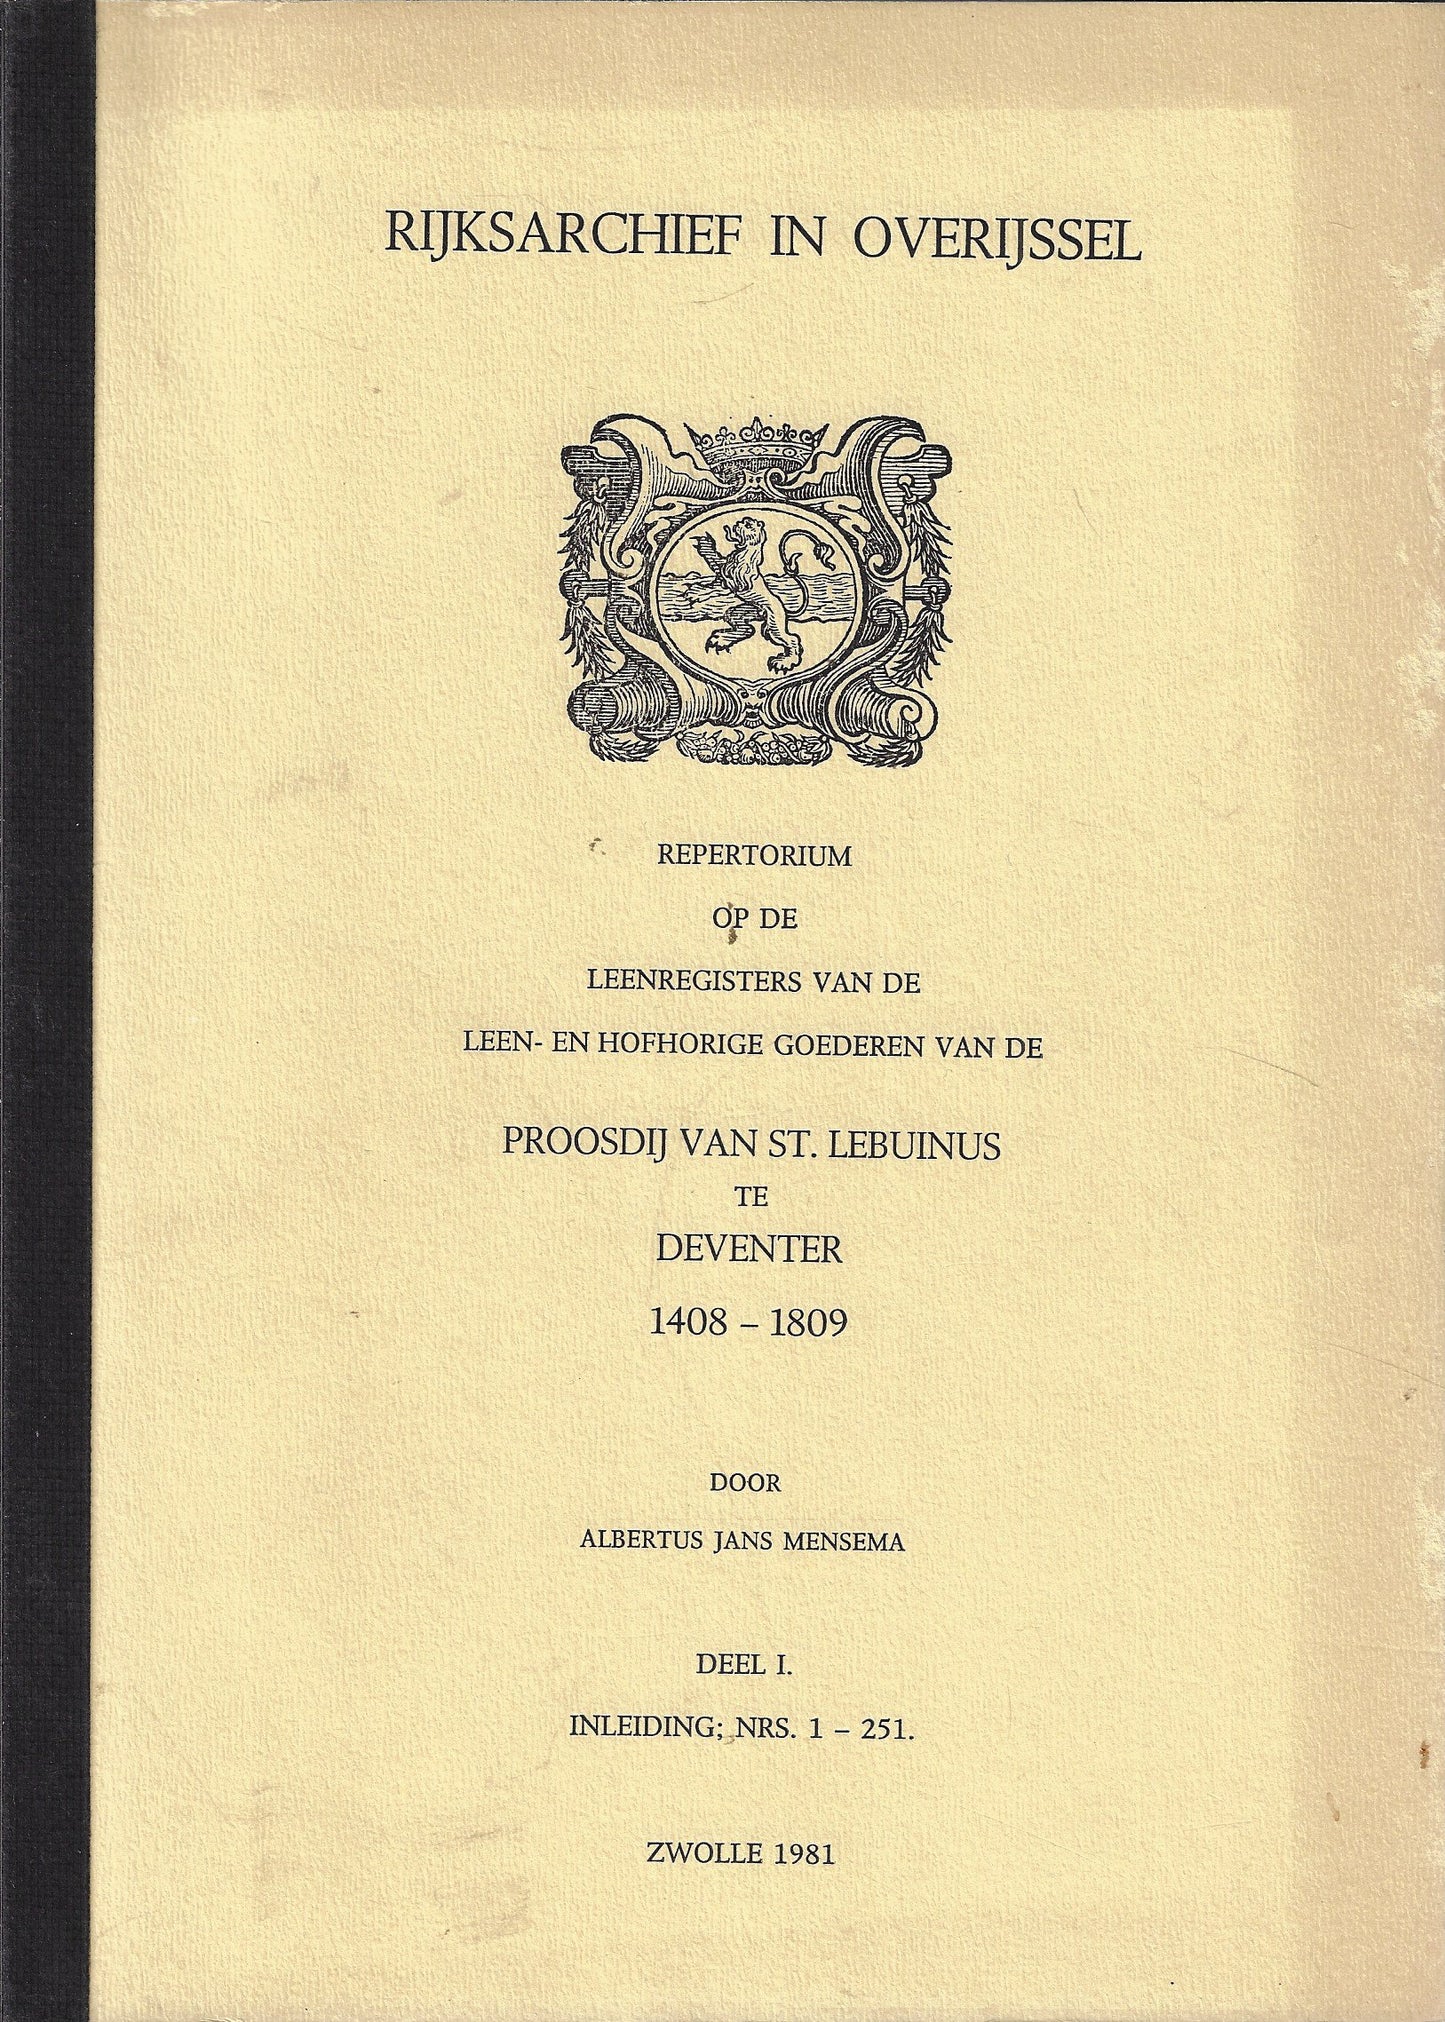 RIJKSARCHIEF IN OVERIJSSEL
REPERTORIUM
OP DE
LEENREGISTERS VAN DE
LEEN- EN HOFHORIGE GOEDEREN VAN DE
PROOSDIJ VAN ST. LEBUINUS
TE
DEVENTER
1408 – 1809
DOOR
ALBERTUS JANS MENSEMA
DEEL I.
INLEIDING; NRS. 1 – 251.
ZWOLLE 1981